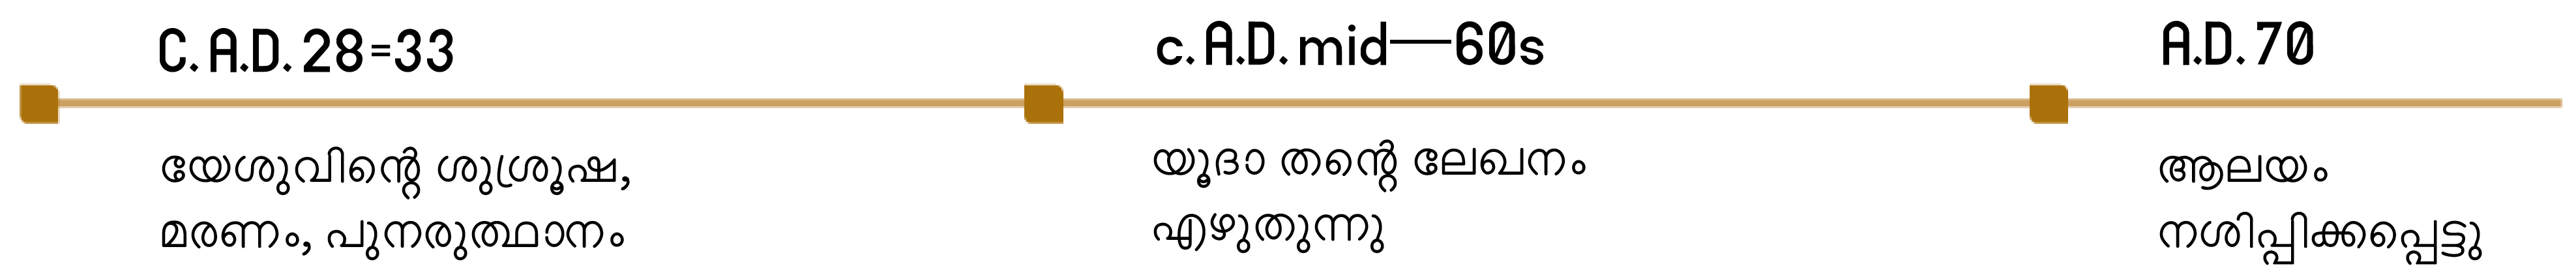 C. A.D. 28=33
യേശുവിന്റെ ശുശ്രൂഷ,
മരണം, പുനരുത്ഥാനം
c. A.D. mid—60s
യൂദാ തന്റെ ലേഖനം
എഴുതുന്നു
A.D. 70
ആലയം
നശിപ്പിക്കപ്പെട്ടു